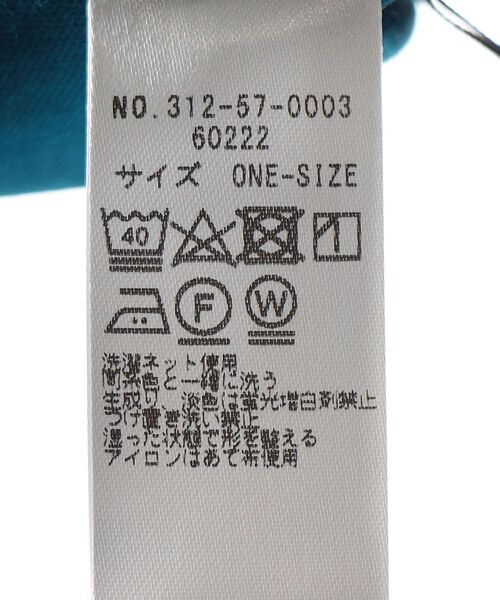 NO.312-57-0003
60222
サイズ ONE-SIZE
40
F W
洗濯ネット使用
同系色と一緒に洗う
生成り、淡色は蛍光増白剤禁止
つけ置き洗い禁止
湿った状態で形を整える
アイロンはあて布使用